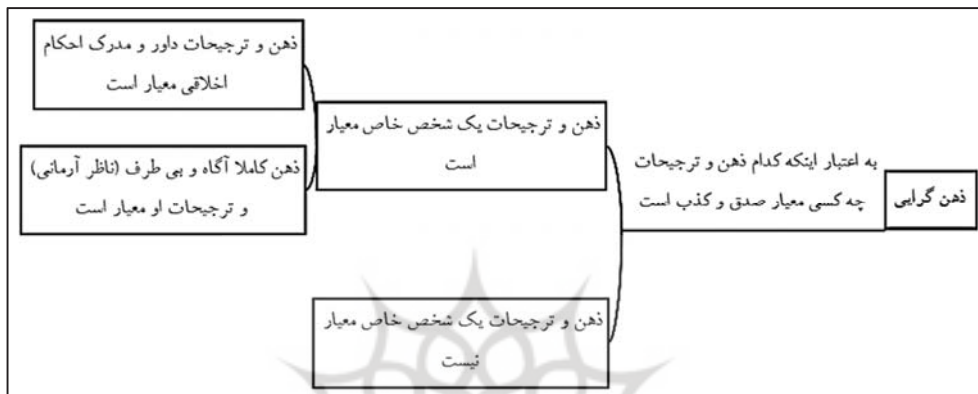 ذهن گرایی
به اعتبار اینکه کدام ذهن و ترجیحات
چه کسی معیار صدق و کذب است
ذهن و ترجیحات یک شخص خاص معیار
است
ذهن و ترجیحات داور و مدرک احکام
اخلاقی معیار است
ذهن کاملا آگاه و بی طرف (ناظر آرمانی)
و ترجیحات او معیار است
ذهن و ترجیحات یک شخص خاص معیار
نیست